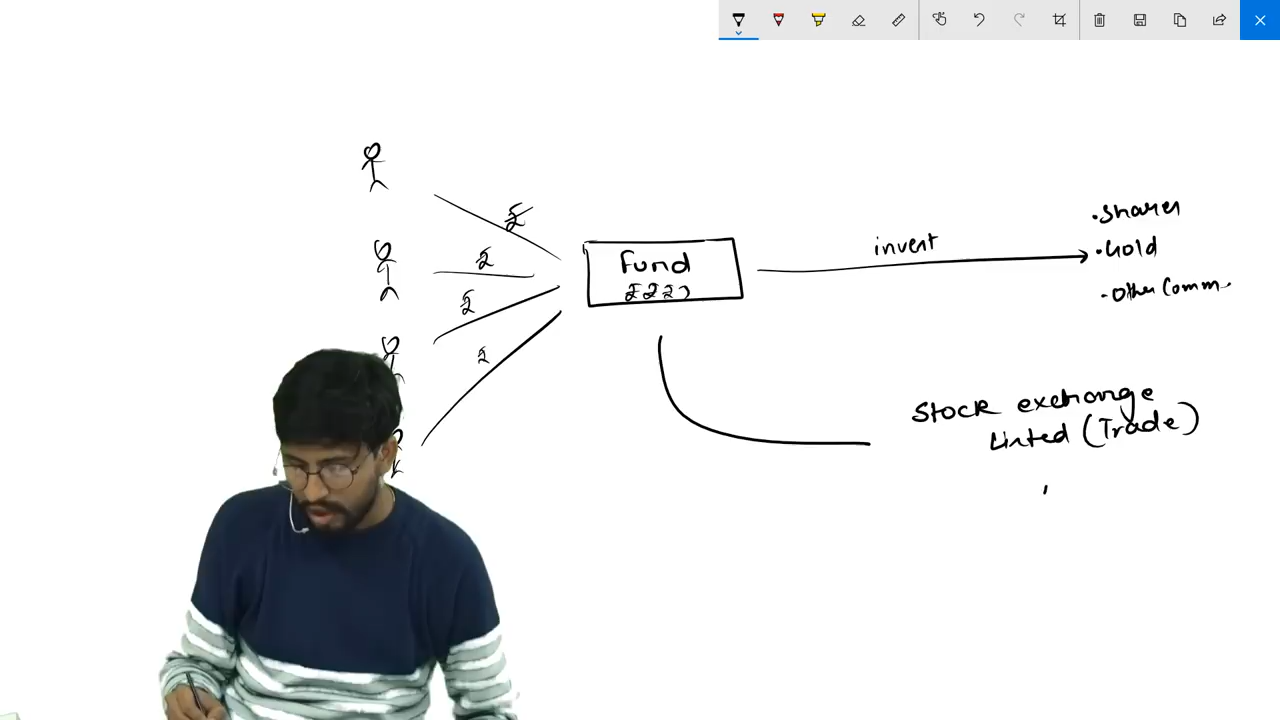 ₹
₹
₹
₹
Fund
₹₹₹₹
invest
• Shares
• Gold
• Other Comm.
Stock exchange
Listed (Trade)